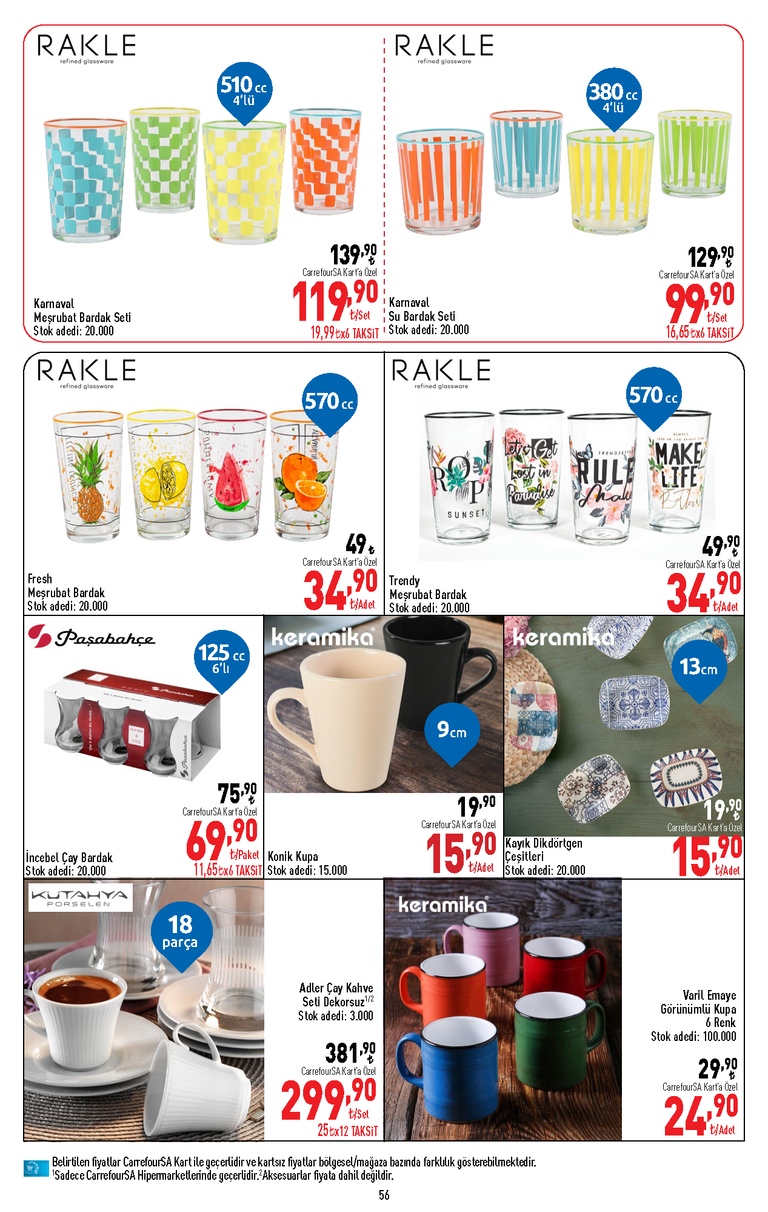 RAKLE
refined glassware
510 cc
4'lü
139,90
₺
CarrefourSA Kart'a Özel
119,90
₺/Set
19,99₺x6 TAKSİT
Karnaval
Meşrubat Bardak Seti
Stok adedi: 20.000
RAKLE
refined glassware
380 cc
4'lü
129,90
₺
CarrefourSA Kart'a Özel
99,90
₺/Set
16,65₺x6 TAKSİT
Karnaval
Su Bardak Seti
Stok adedi: 20.000
RAKLE
refined glassware
570 cc
49₺
CarrefourSA Kart'a Özel
34,90
₺/Adet
Fresh
Meşrubat Bardak
Stok adedi: 20.000
RAKLE
refined glassware
570 cc
SUNSET
Let's Get
Lost in
Paradise
TRENDSETTER
RULE
Make
MAKE
LIFE
49,90
₺
CarrefourSA Kart'a Özel
34,90
₺/Adet
Trendy
Meşrubat Bardak
Stok adedi: 20.000
Paşabahçe
125 cc
6'lı
Paşabahçe
75,90
₺
CarrefourSA Kart'a Özel
69,90
₺/Paket
11,65₺x6 TAKSİT
İncebel Çay Bardak
Stok adedi: 20.000
keramika
9cm
19,90
CarrefourSA Kart'a Özel
15,90
₺/Adet
Konik Kupa
Stok adedi: 15.000
keramika
13cm
19,90
₺
CarrefourSA Kart'a Özel
15,90
₺/Adet
Kayık Dikdörtgen
Çeşitleri
Stok adedi: 20.000
KUTAHYA
PORSELEN
18
parça
Adler Çay Kahve
Seti Dekorsuz1/2
Stok adedi: 3.000
381,90
₺
CarrefourSA Kart'a Özel
299,90
₺/Set
25₺x12 TAKSİT
keramika
Varil Emaye
Görünümlü Kupa
6 Renk
Stok adedi: 100.000
29,90
₺
CarrefourSA Kart'a Özel
24,90
₺/Adet
Belirtilen fiyatlar CarrefourSA Kart ile geçerlidir ve kartsız fiyatlar bölgesel/mağaza bazında farklılık gösterebilmektedir.
1Sadece CarrefourSA Hipermarketlerinde geçerlidir. 2Aksesuarlar fiyata dahil değildir.
56